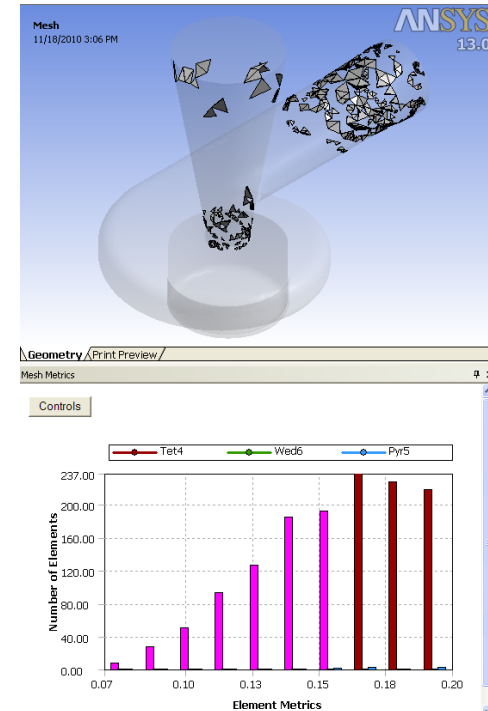 Mesh
11/18/2010 3:06 PM
ANSYS
13.0
Geometry Print Preview
Mesh Metrics
Controls
Tet4 Wed6 Pyr5
237.00
200.00
160.00
120.00
80.00
40.00
0.00
Number of Elements
0.07 0.10 0.13 0.15 0.18 0.20
Element Metrics